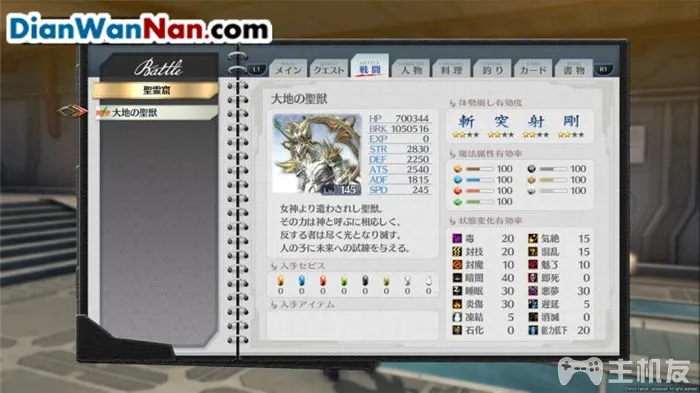 DianWanNan.com
Battle
聖霊窟
大地の聖獣
L1 メイン クエスト 戦闘 人物 料理 釣り カード 書物 R1
大地の聖獣
HP 700344
BRK 1050516
EXP 0
STR 2830
DEF 2250
ATS 2540
ADF 1815
SPD 245
Lv. 145
女神より遣わされし聖獣。
その力は神と呼ぶに相応しく、
反する者は尽く光となり滅す。
人の子に未来への試練を与える。
入手セピス
0 0 0 0 0 0 0 0
入手アイテム
体勢崩し有効度
斬 突 射 剛
魔法属性有効率
100 100
100 100
100 100
100
状態変化有効率
毒 20 気絶 15
封技 20 混乱 15
封魔 10 魅了 10
暗闇 40 即死 0
睡眠 30 悪夢 30
炎傷 30 遅延 5
凍結 5 消滅 0
石化 0 能力低下 20
主机友